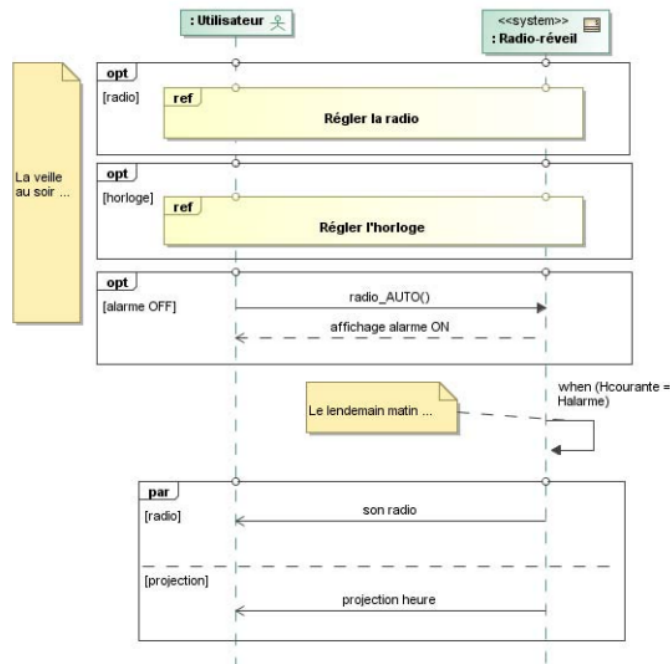 : Utilisateur
<<system>>
: Radio-réveil
opt
[radio]
ref
Régler la radio
La veille
au soir ...
opt
[horloge]
ref
Régler l'horloge
opt
[alarme OFF]
radio_AUTO()
affichage alarme ON
when (Hcourante =
Halarme)
Le lendemain matin ...
par
[radio]
son radio
[projection]
projection heure